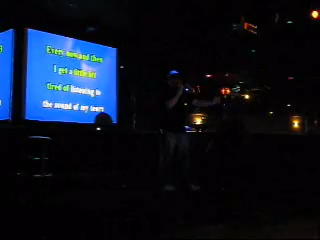 Every now and then
I get a little bit
tired of listening to
the sound of my tears